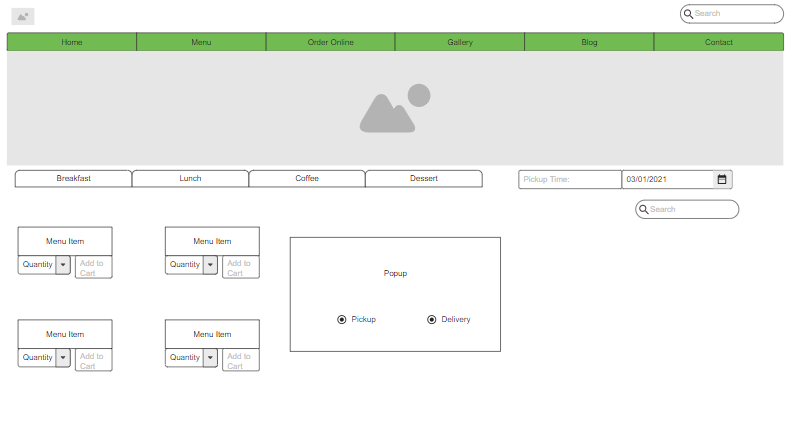 Search
Home Menu Order Online Gallery Blog Contact
Breakfast Lunch Coffee Dessert Pickup Time: 03/01/2021
Search
Menu Item Menu Item
Quantity Add to Cart Quantity Add to Cart
Popup
Pickup Delivery
Menu Item Menu Item
Quantity Add to Cart Quantity Add to Cart